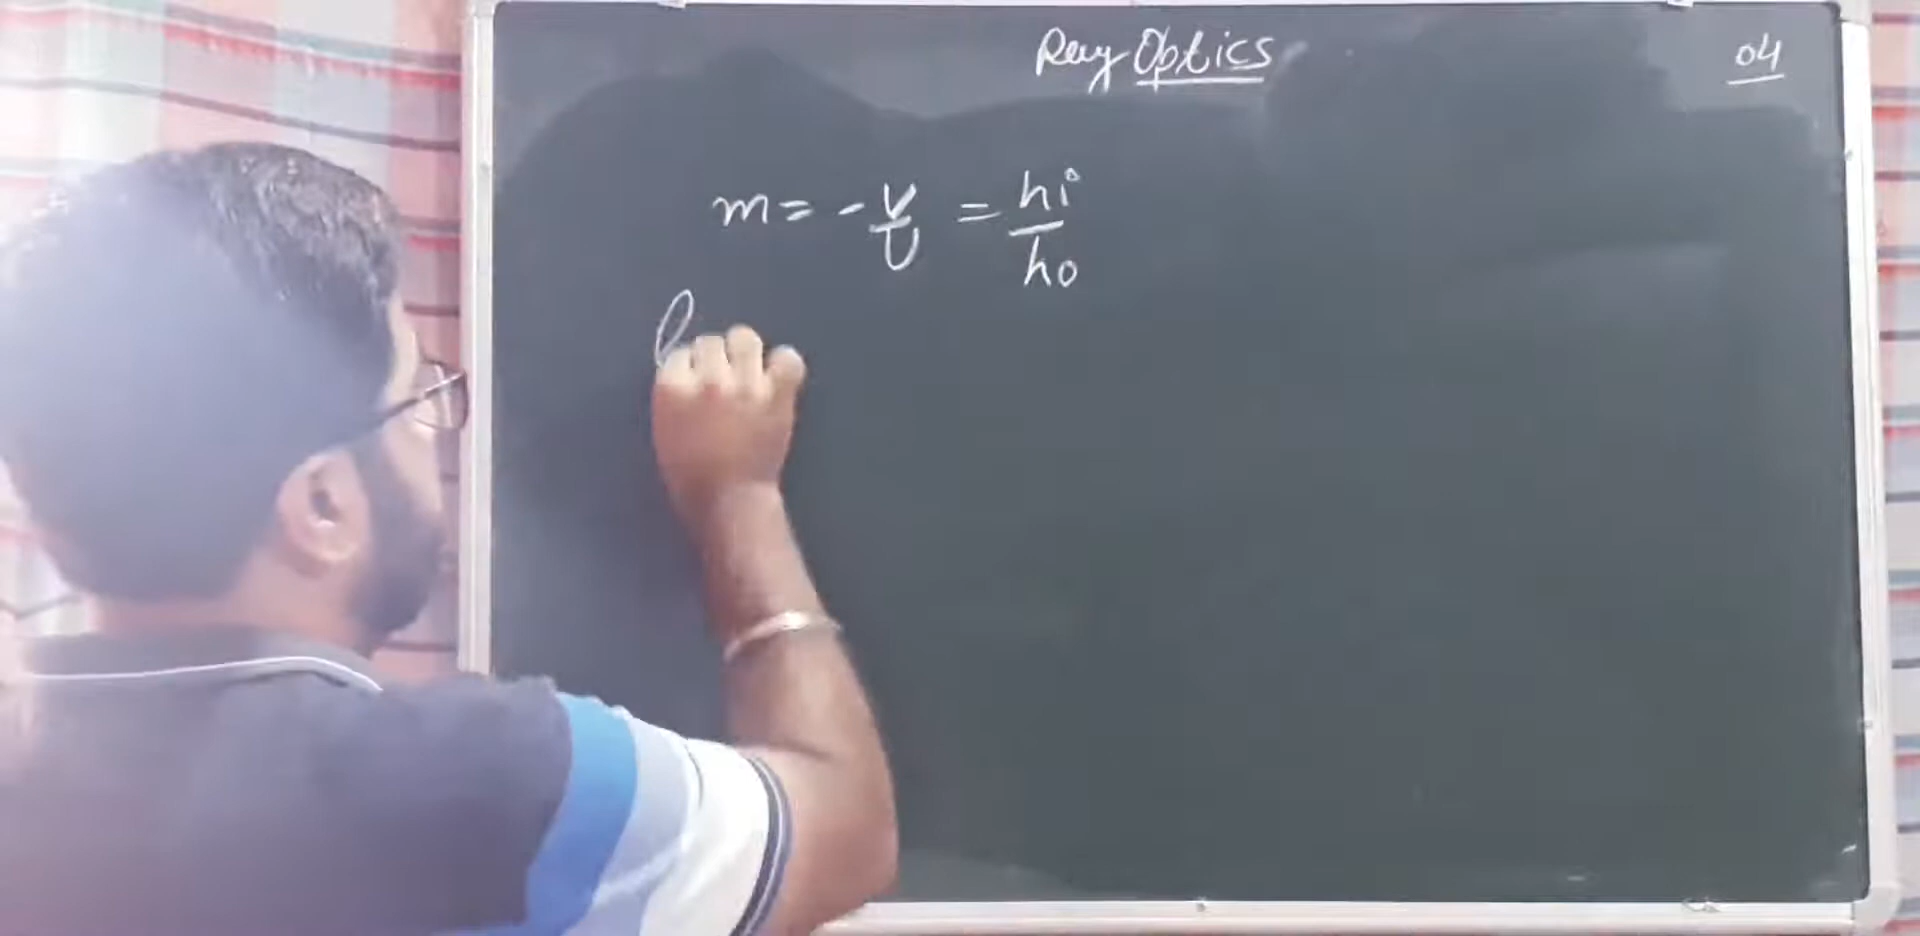 Ray Optics
04
m = - v/u = hi/ho
l